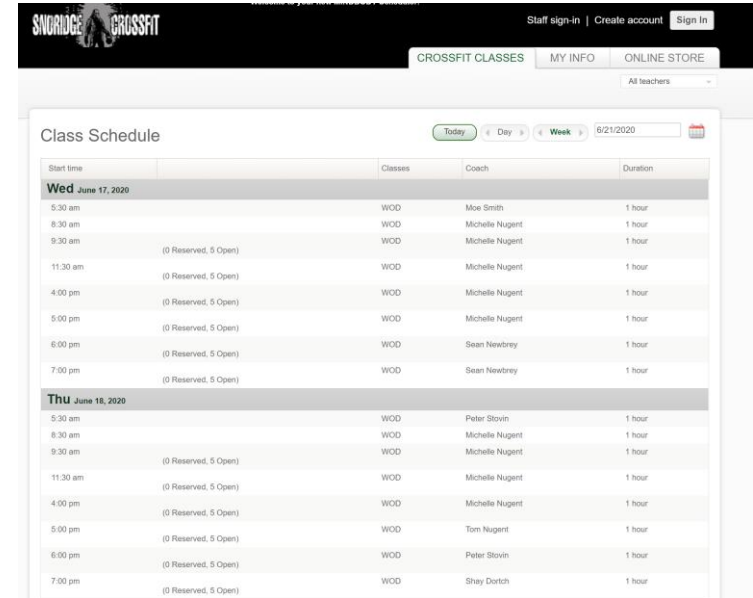 SNORIDGE CROSSFIT
Staff sign-in | Create account Sign In
CROSSFIT CLASSES MY INFO ONLINE STORE
All teachers
Class Schedule Today Day Week 6/21/2020
Start time Classes Coach Duration
Wed June 17, 2020
5:30 am WOD Moe Smith 1 hour
8:30 am WOD Michelle Nugent 1 hour
9:30 am WOD Michelle Nugent 1 hour
(0 Reserved, 5 Open)
11:30 am WOD Michelle Nugent 1 hour
(0 Reserved, 5 Open)
4:00 pm WOD Michelle Nugent 1 hour
(0 Reserved, 5 Open)
5:00 pm WOD Michelle Nugent 1 hour
(0 Reserved, 5 Open)
6:00 pm WOD Sean Newbrey 1 hour
(0 Reserved, 5 Open)
7:00 pm WOD Sean Newbrey 1 hour
(0 Reserved, 5 Open)
Thu June 18, 2020
5:30 am WOD Peter Stovin 1 hour
8:30 am WOD Michelle Nugent 1 hour
9:30 am WOD Michelle Nugent 1 hour
(0 Reserved, 5 Open)
11:30 am WOD Michelle Nugent 1 hour
(0 Reserved, 5 Open)
4:00 pm WOD Michelle Nugent 1 hour
(0 Reserved, 5 Open)
5:00 pm WOD Tom Nugent 1 hour
(0 Reserved, 5 Open)
6:00 pm WOD Peter Stovin 1 hour
(0 Reserved, 5 Open)
7:00 pm WOD Shay Dortch 1 hour
(0 Reserved, 5 Open)